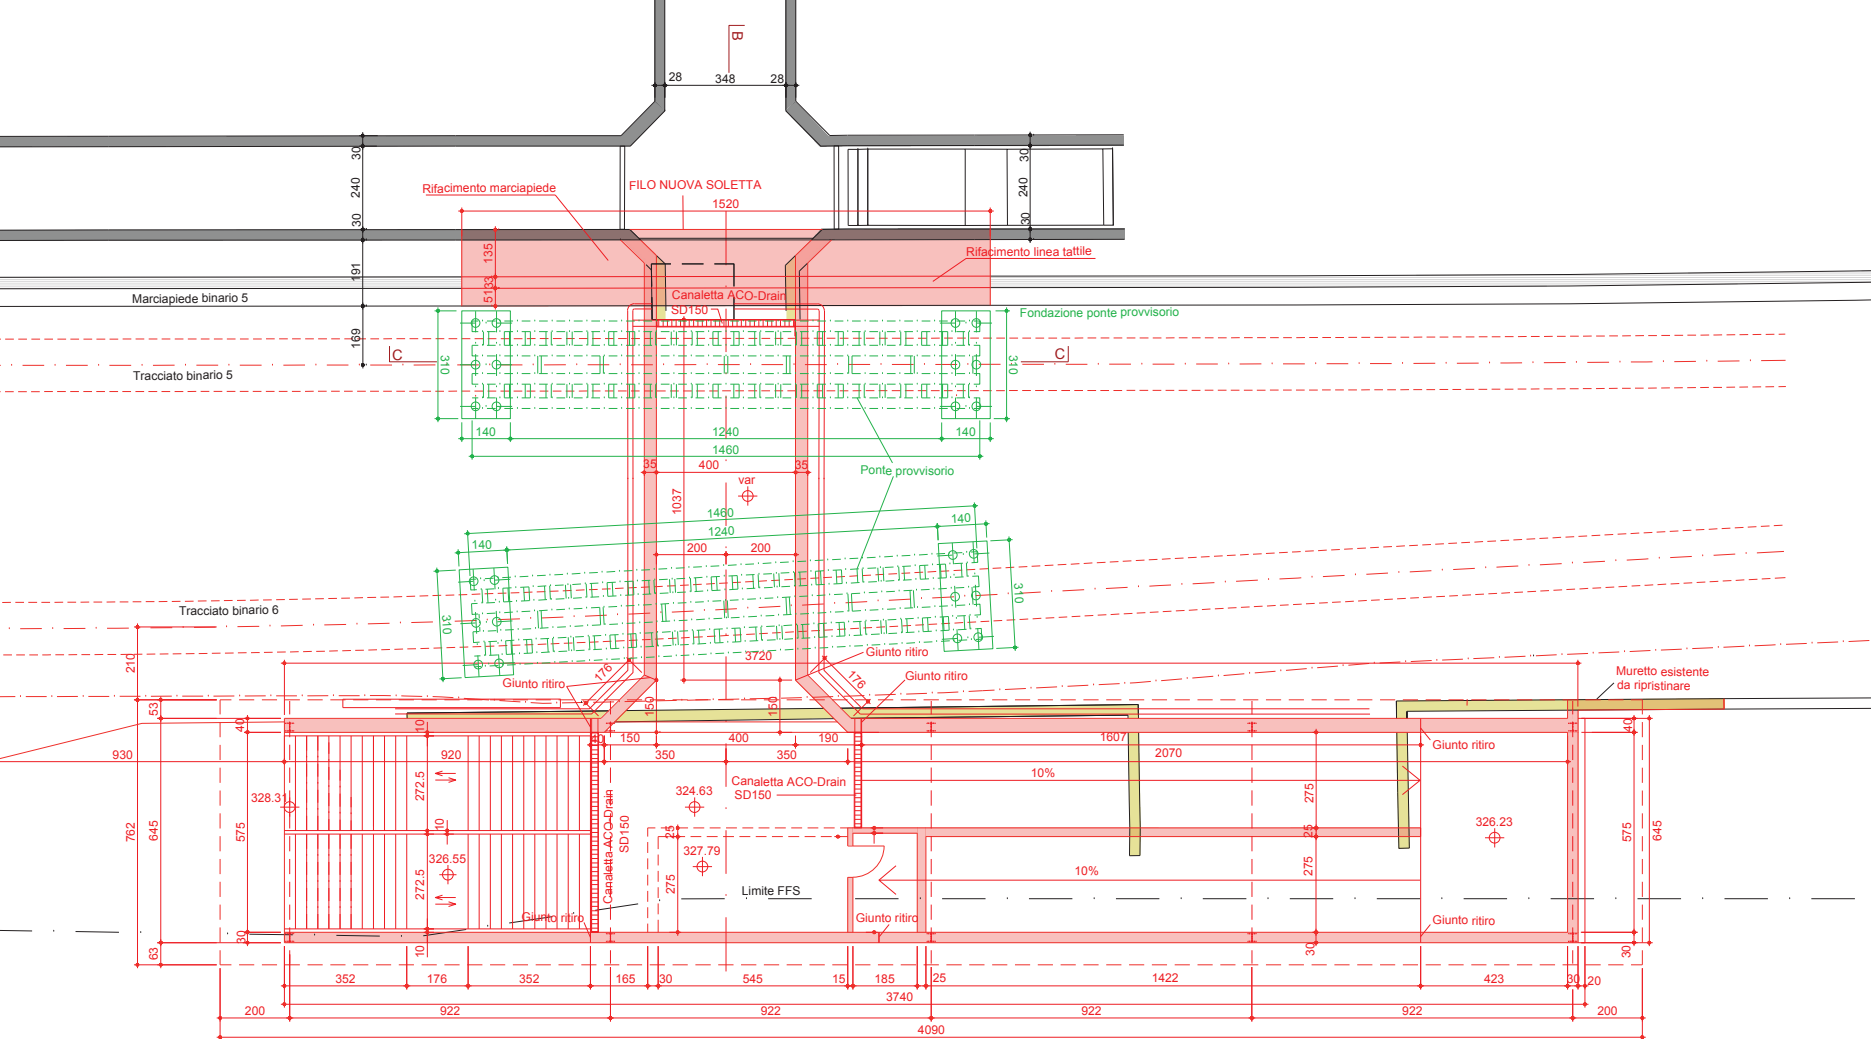 B
28 348 28
30
240
30
191
169
30
240
30
Rifacimento marciapiede
FILO NUOVA SOLETTA
1520
135
5133
Rifacimento linea tattile
Marciapiede binario 5
Canaletta ACO-Drain
SD150
Fondazione ponte provvisorio
C
C
310
310
Tracciato binario 5
140 1240 140
1460
35 400 35
Ponte provvisorio
var
1037
1460
140
1240
140
200 200
310
310
Tracciato binario 6
210
Giunto ritiro
3720
176
176
Giunto ritiro
Giunto ritiro
Muretto esistente
da ripristinare
53
40
150
150
10
40
40 150 400 190 1607
Giunto ritiro
930 920 350 350 2070
10%
272.5
Canaletta ACO-Drain
SD150
328.31
324.63
275
762
645
575
10
Canaletta ACO-Drain
SD150
25
25
326.23
575
645
326.55
327.79
272.5
275
275
10%
Limite FFS
Giunto ritiro
Giunto ritiro
Giunto ritiro
30
63
10
30
30
352 176 352 165 30 545 15 185 25 1422 423 30 20
3740
200 922 922 922 922 200
4090